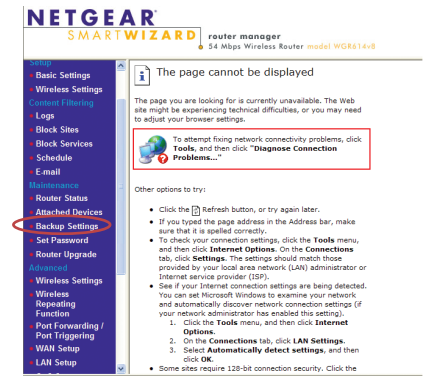 NETGEAR
SMARTWIZARD router manager
54 Mbps Wireless Router model WGR614v8
Setup
Basic Settings
Wireless Settings
Content Filtering
Logs
Block Sites
Block Services
Schedule
E-mail
Maintenance
Router Status
Attached Devices
Backup Settings
Set Password
Router Upgrade
Advanced
Wireless Settings
Wireless
Repeating
Function
Port Forwarding /
Port Triggering
WAN Setup
LAN Setup
The page cannot be displayed
The page you are looking for is currently unavailable. The Web
site might be experiencing technical difficulties, or you may need
to adjust your browser settings.
To attempt fixing network connectivity problems, click
Tools, and then click "Diagnose Connection
Problems..."
Other options to try:
• Click the Refresh button, or try again later.
• If you typed the page address in the Address bar, make
sure that it is spelled correctly.
• To check your connection settings, click the Tools menu,
and then click Internet Options. On the Connections
tab, click Settings. The settings should match those
provided by your local area network (LAN) administrator or
Internet service provider (ISP).
• See if your Internet connection settings are being detected.
You can set Microsoft Windows to examine your network
and automatically discover network connection settings (if
your network administrator has enabled this setting).
1. Click the Tools menu, and then click Internet
Options.
2. On the Connections tab, click LAN Settings.
3. Select Automatically detect settings, and then
click OK.
• Some sites require 128-bit connection security. Click the